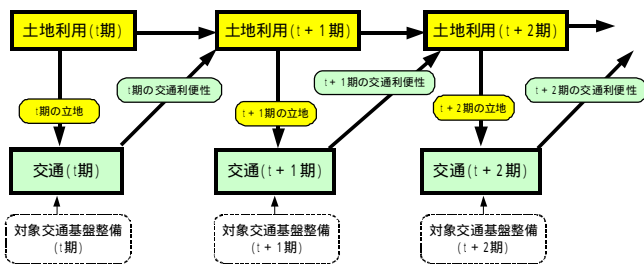 土地利用(t期)
土地利用(t+1期)
土地利用(t+2期)
t期の交通利便性
t+1期の交通利便性
t+2期の交通利便性
t期の立地
t+1期の立地
t+2期の立地
交通(t期)
交通(t+1期)
交通(t+2期)
対象交通基盤整備
(t期)
対象交通基盤整備
(t+1期)
対象交通基盤整備
(t+2期)